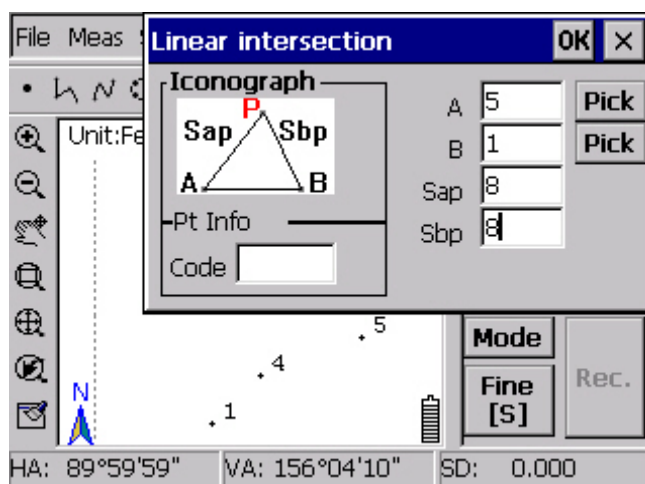 File Meas
Linear intersection OK ×
Iconograph
P
Sap Sbp
A B
Pt Info
Code
A 5 Pick
B 1 Pick
Sap 8
Sbp 8
Unit:Fe
5
4
1
N
Mode
Fine
[S]
Rec.
HA: 89°59'59" VA: 156°04'10" SD: 0.000